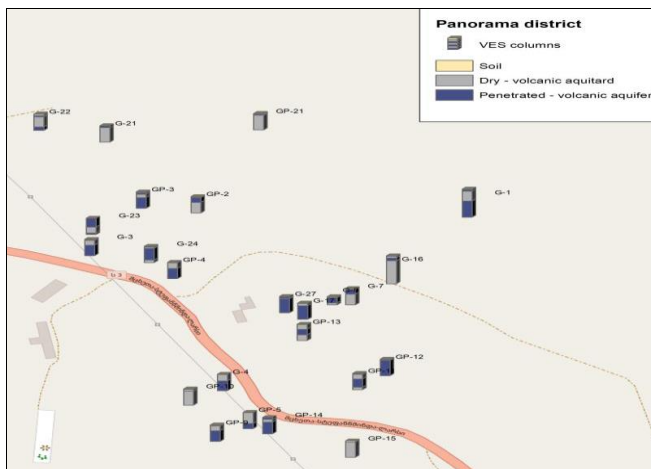 Panorama district
VES columns
Soil
Dry - volcanic aquitard
Penetrated - volcanic aquifer
G-22
G-21
GP-21
GP-3
GP-2
G-1
G-23
G-3
G-24
GP-4
G-16
G-7
G-27
GP-13
GP-12
G-4
GP-10
GP-5
GP-14
GP-9
GP-15